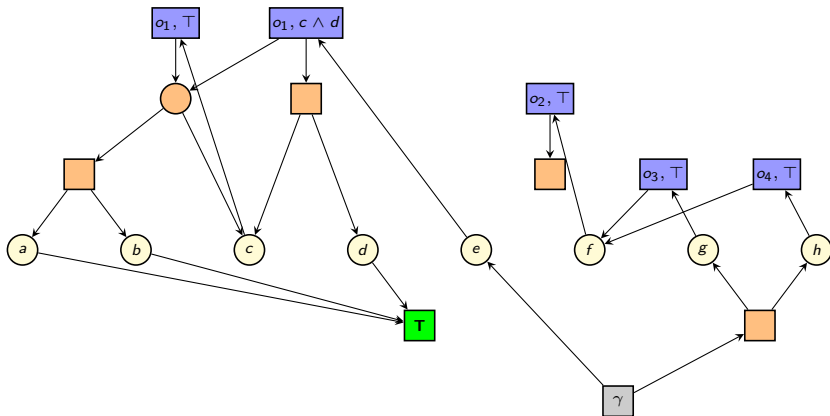 o₁, ⊤
o₁, c ∧ d
o₂, ⊤
o₃, ⊤
o₄, ⊤
a
b
c
d
e
f
g
h
T
γ